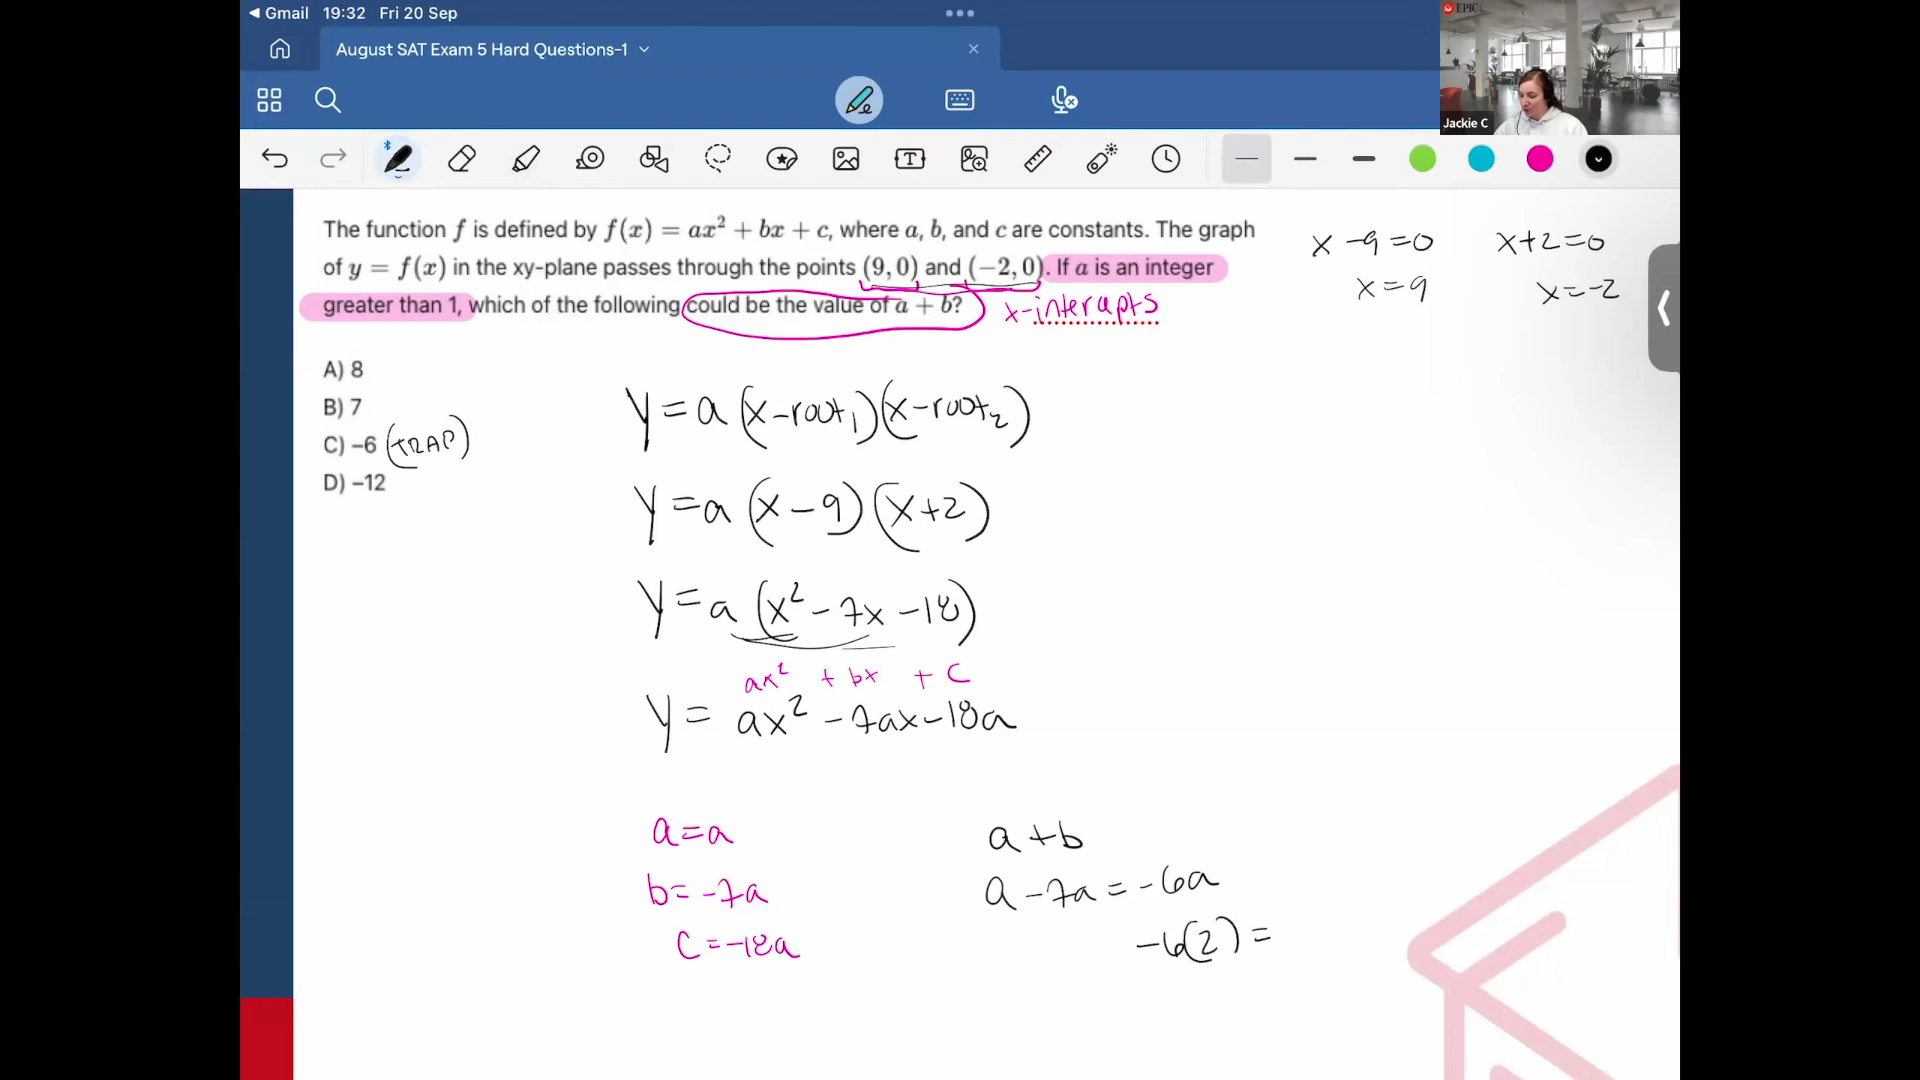 Gmail 19:32 Fri 20 Sep
EPIC
August SAT Exam 5 Hard Questions-1
Jackie C
The function f is defined by f(x) = ax² + bx + c, where a, b, and c are constants. The graph
of y = f(x) in the xy-plane passes through the points (9, 0) and (−2, 0). If a is an integer
greater than 1, which of the following could be the value of a + b?
x-intercepts
x -9 =0 x+2=0
x=9 x=-2
A) 8
B) 7
C) –6 (TRAP)
D) –12
y = a (x-root₁)(x-root₂)
y = a (x-9)(x+2)
y = a (x² - 7x -18)
ax² + bx + c
y = ax² -7ax-18a
a=a
b= -7a
c = -18a
a +b
a -7a = -6a
-6(2) =